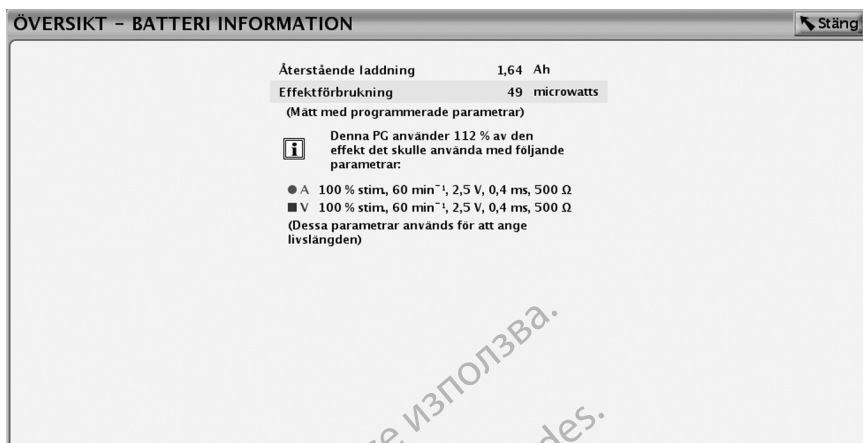 ÖVERSIKT – BATTERI INFORMATION
Stäng
Återstående laddning 1,64 Ah
Effektförbrukning 49 microwatts
(Mätt med programmerade parametrar)
i Denna PG använder 112 % av den
effekt det skulle använda med följande
parametrar:
A 100 % stim., 60 min⁻¹, 2,5 V, 0,4 ms, 500 Ω
V 100 % stim., 60 min⁻¹, 2,5 V, 0,4 ms, 500 Ω
(Dessa parametrar används för att ange
livslängden)
използва.